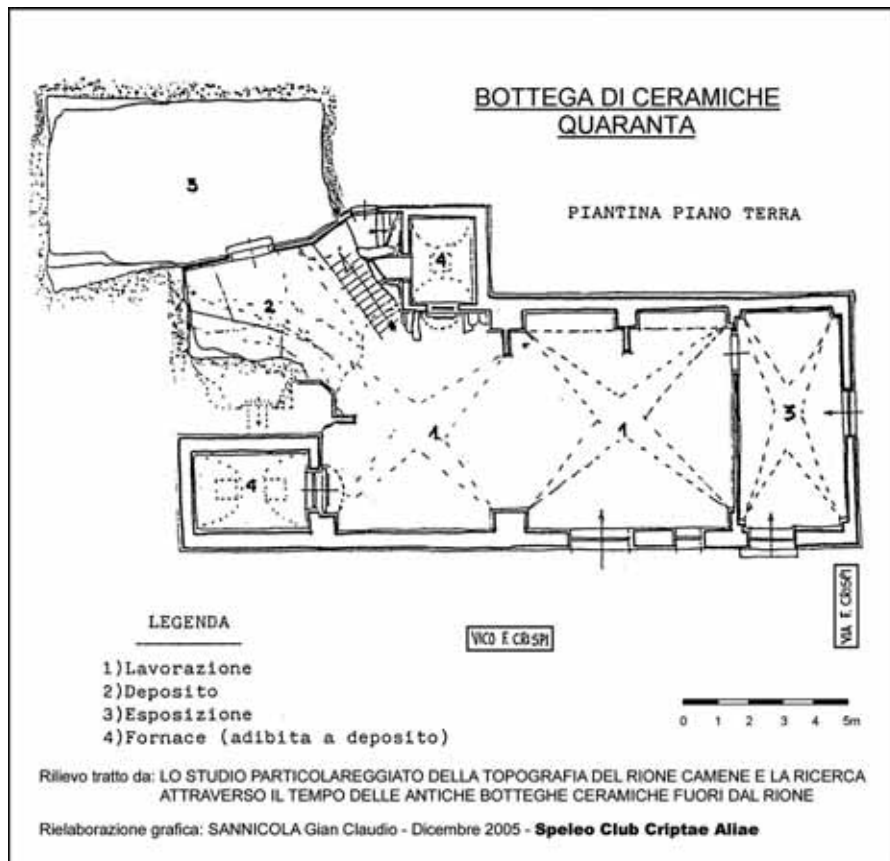 BOTTEGA DI CERAMICHE
QUARANTA
PIANTINA PIANO TERRA
3
4
2
1
1
3
4
VIA F. CRISPI
VICO F. CRISPI
LEGENDA
1)Lavorazione
2)Deposito
3)Esposizione
4)Fornace (adibita a deposito)
0 1 2 3 4 5m
Rilievo tratto da: LO STUDIO PARTICOLAREGGIATO DELLA TOPOGRAFIA DEL RIONE CAMENE E LA RICERCA
ATTRAVERSO IL TEMPO DELLE ANTICHE BOTTEGHE CERAMICHE FUORI DAL RIONE
Rielaborazione grafica: SANNICOLA Gian Claudio - Dicembre 2005 - Speleo Club Criptae Aliae